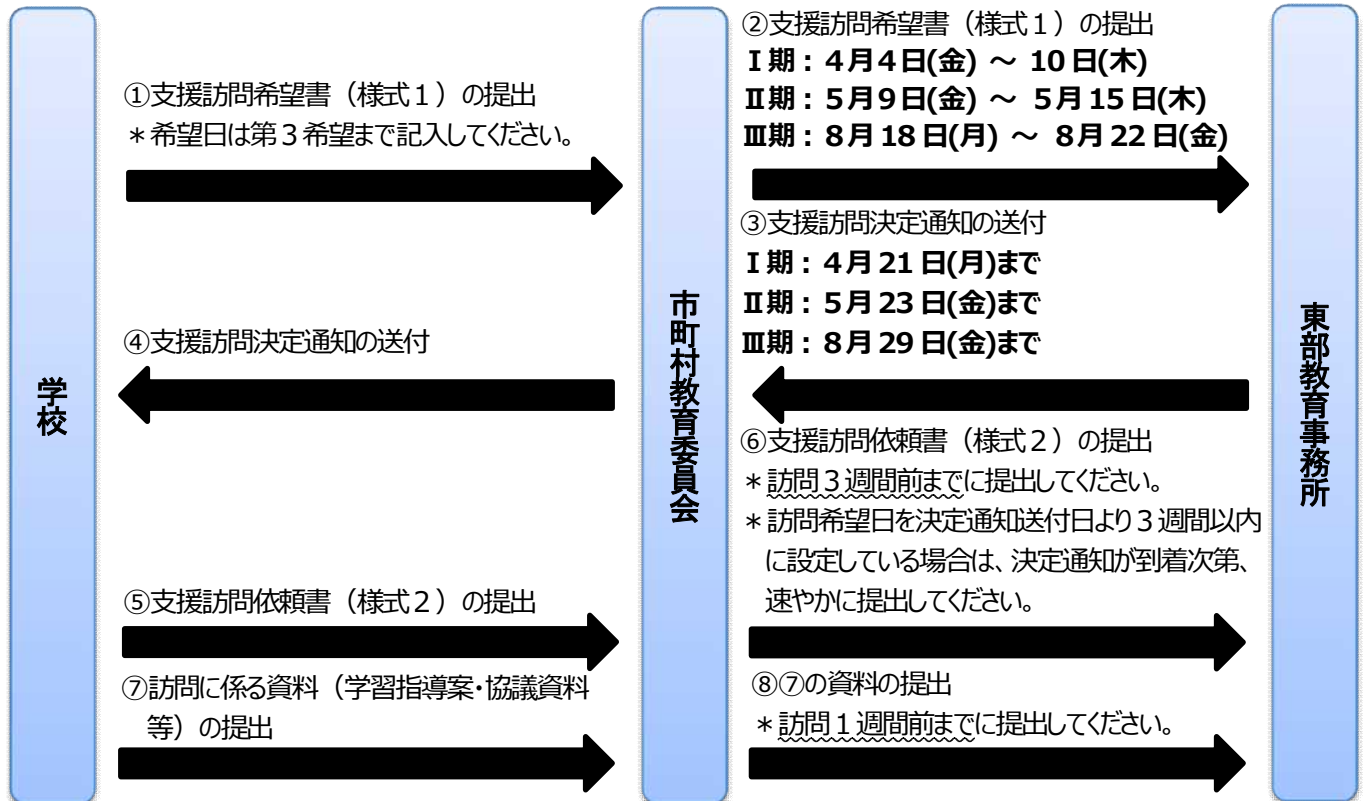 学校
①支援訪問希望書（様式１）の提出
＊希望日は第３希望まで記入してください。
④支援訪問決定通知の送付
⑤支援訪問依頼書（様式２）の提出
⑦訪問に係る資料（学習指導案・協議資料
等）の提出
市町村教育委員会
②支援訪問希望書（様式１）の提出
Ⅰ期：４月４日(金) ～ 10日(木)
Ⅱ期：５月９日(金) ～ ５月15日(木)
Ⅲ期：８月18日(月) ～ ８月22日(金)
③支援訪問決定通知の送付
Ⅰ期：４月21日(月)まで
Ⅱ期：５月23日(金)まで
Ⅲ期：８月29日(金)まで
⑥支援訪問依頼書（様式２）の提出
＊訪問３週間前までに提出してください。
＊訪問希望日を決定通知送付日より３週間以内
に設定している場合は、決定通知が到着次第、
速やかに提出してください。
⑧⑦の資料の提出
＊訪問１週間前までに提出してください。
東部教育事務所